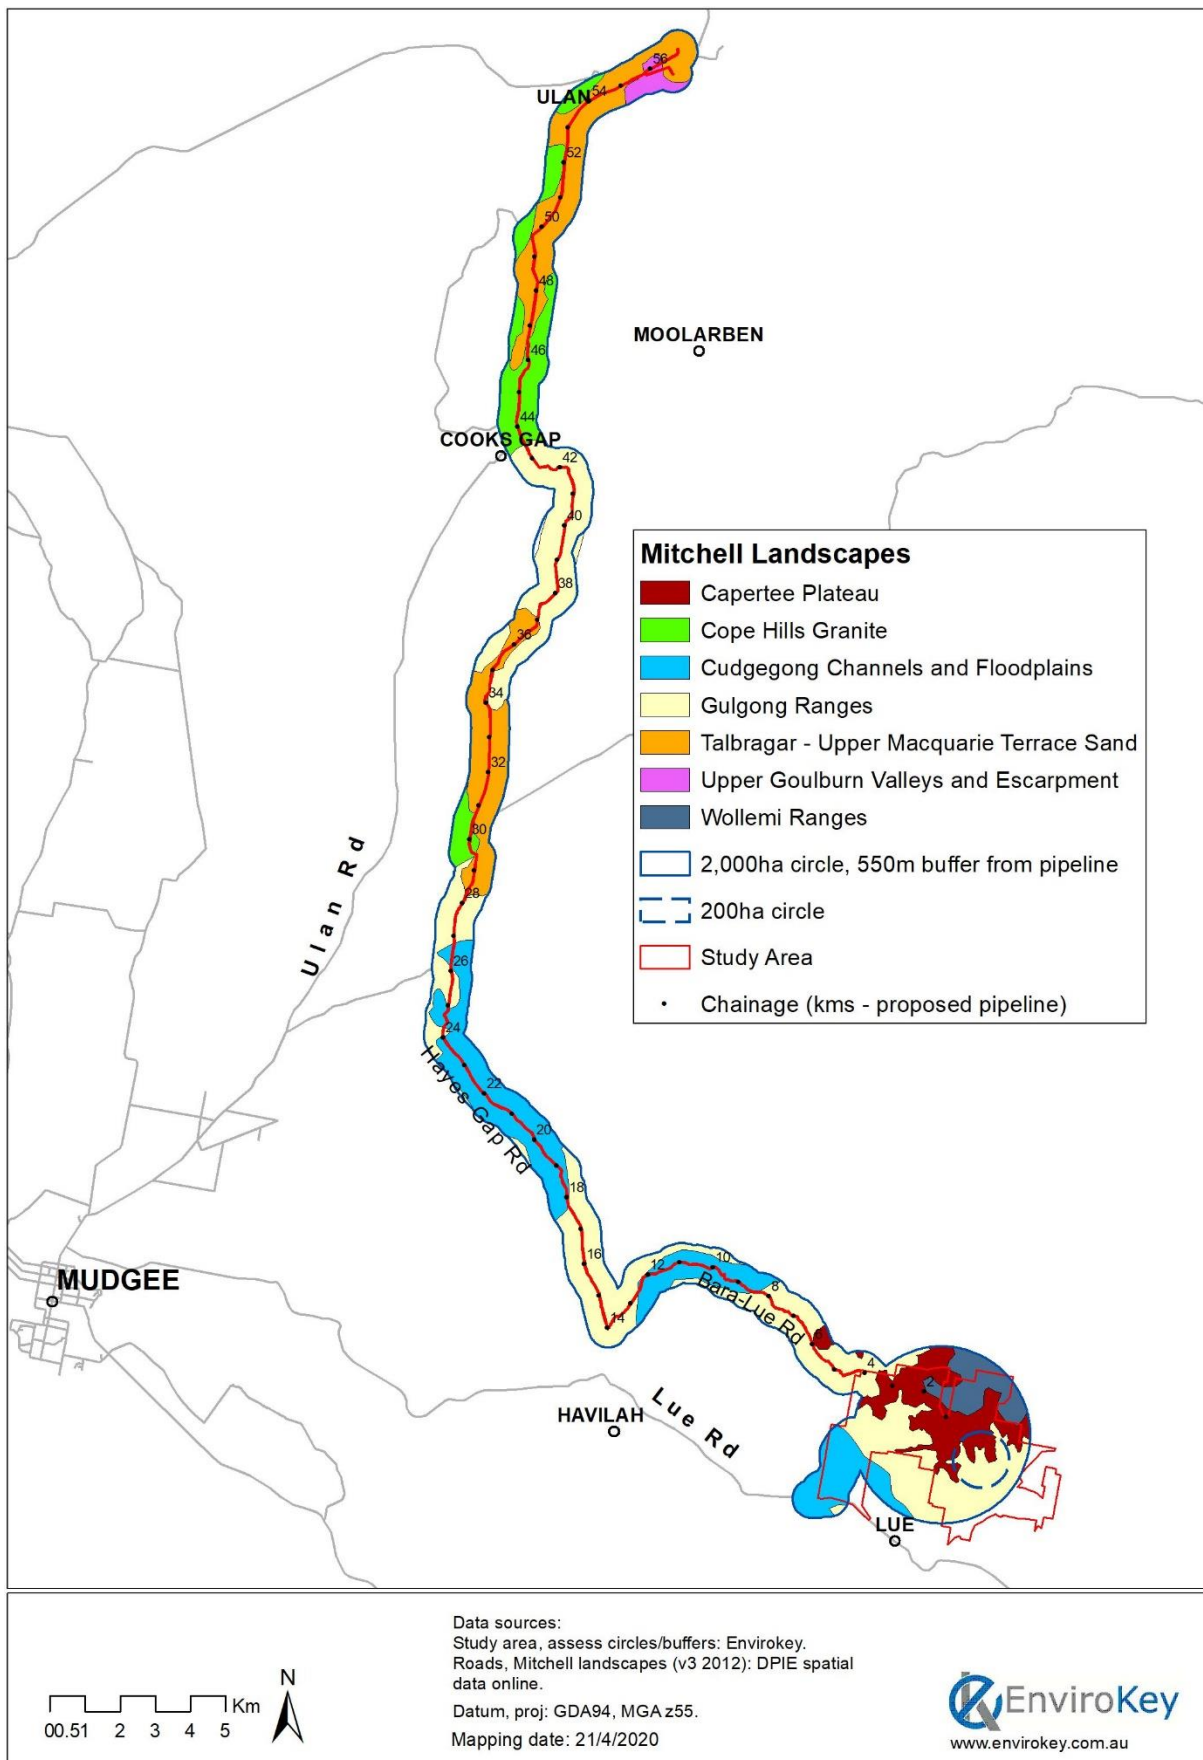 56
54
ULAN
52
50
48
MOOLARBEN
46
44
COOKS GAP
42
40
38
36
34
32
30
28
26
24
22
20
18
16
14
12
10
8
6
4
2
Ulan Rd
Hayes Gap Rd
Bara-Lue Rd
Lue Rd
MUDGEE
HAVILAH
LUE
Mitchell Landscapes
Capertee Plateau
Cope Hills Granite
Cudgegong Channels and Floodplains
Gulgong Ranges
Talbragar - Upper Macquarie Terrace Sand
Upper Goulburn Valleys and Escarpment
Wollemi Ranges
2,000ha circle, 550m buffer from pipeline
200ha circle
Study Area
Chainage (kms - proposed pipeline)
Km
00.51 2 3 4 5
N
Data sources:
Study area, assess circles/buffers: Envirokey.
Roads, Mitchell landscapes (v3 2012): DPIE spatial
data online.
Datum, proj: GDA94, MGA z55.
Mapping date: 21/4/2020
EnviroKey
www.envirokey.com.au